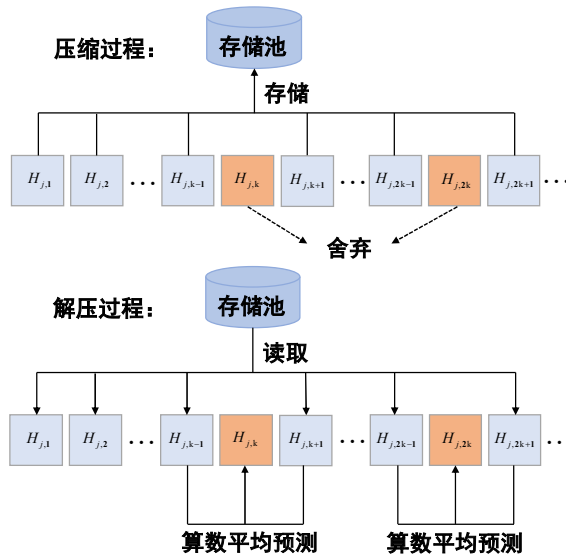 压缩过程：
存储池
存储
H_{j,1} H_{j,2} ··· H_{j,k-1} H_{j,k} H_{j,k+1} ··· H_{j,2k-1} H_{j,2k} H_{j,2k+1} ···
舍弃
解压过程：
存储池
读取
H_{j,1} H_{j,2} ··· H_{j,k-1} H_{j,k} H_{j,k+1} ··· H_{j,2k-1} H_{j,2k} H_{j,2k+1} ··
算数平均预测 算数平均预测